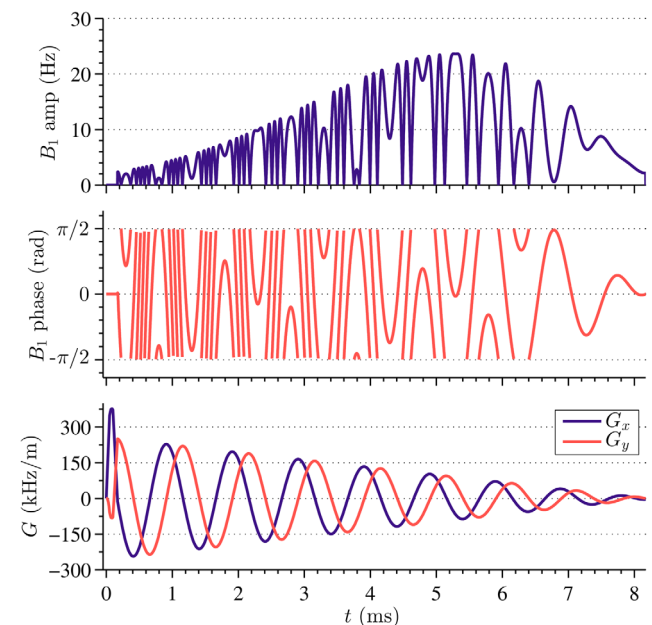 30
20
10
0
B₁ amp (Hz)
π/2
0
-π/2
B₁ phase (rad)
300
150
0
−150
−300
G (kHz/m)
Gₓ
G_y
0 1 2 3 4 5 6 7 8
t (ms)